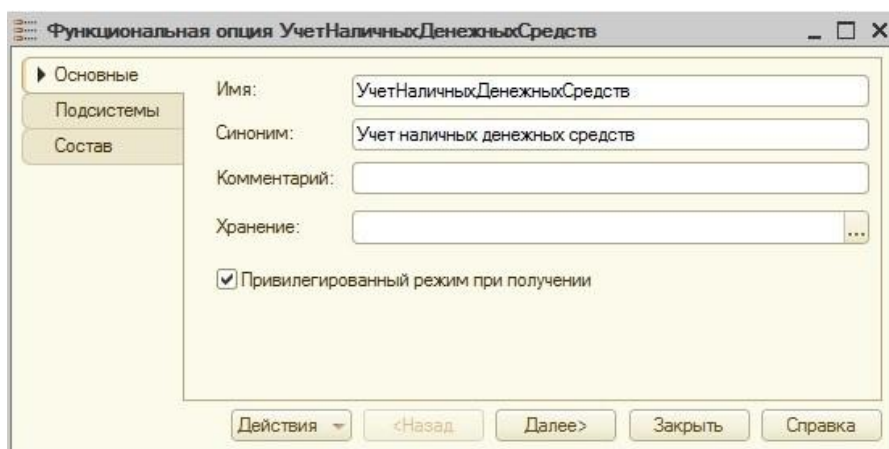 Функциональная опция УчетНаличныхДенежныхСредств
Основные
Подсистемы
Состав
Имя: УчетНаличныхДенежныхСредств
Синоним: Учет наличных денежных средств
Комментарий:
Хранение: ...
Привилегированный режим при получении
Действия <Назад Далее> Закрыть Справка